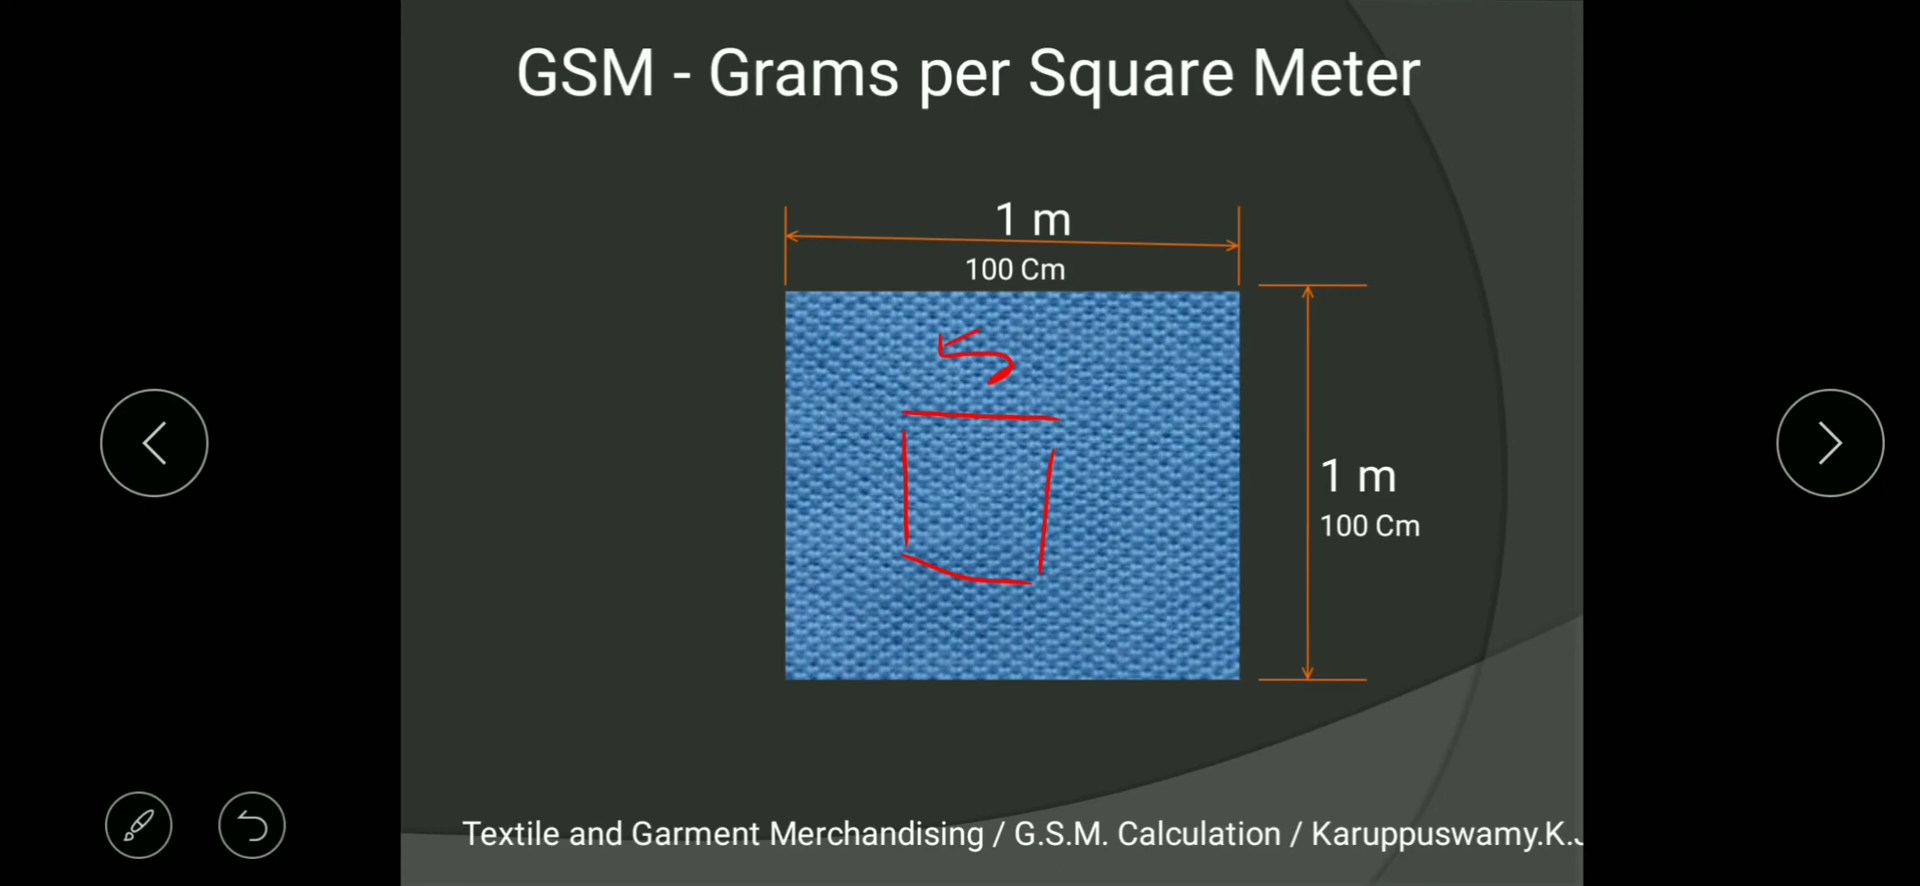 GSM - Grams per Square Meter
1 m
100 Cm
1 m
100 Cm
Textile and Garment Merchandising / G.S.M. Calculation / Karuppuswamy.K.